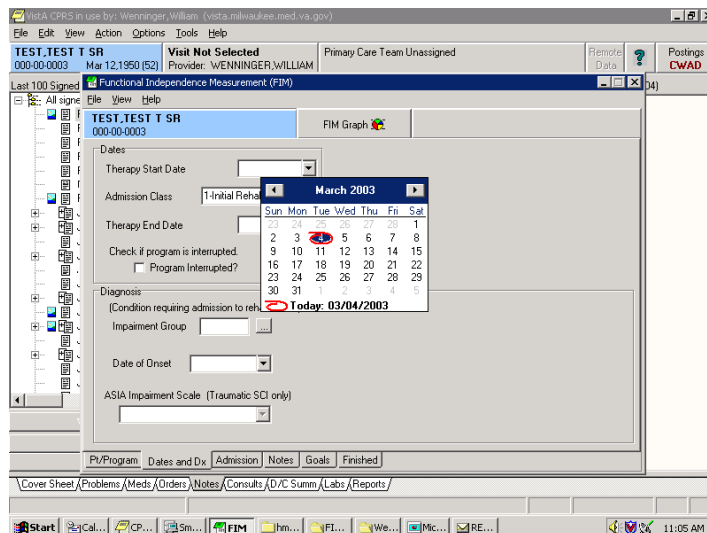 VistA CPRS in use by: Wenninger,William (vista.milwaukee.med.va.gov)
File Edit View Action Options Tools Help
TEST,TEST T SR Visit Not Selected Primary Care Team Unassigned Remote Postings
000-00-0003 Mar 12,1950 (52) Provider: WENNINGER,WILLIAM Data ? CWAD
Last 100 Signed
All signe
Functional Independence Measurement (FIM)
File View Help
TEST,TEST T SR
000-00-0003
FIM Graph
Dates
Therapy Start Date
Admission Class 1-Initial Rehal
Therapy End Date
Check if program is interrupted.
Program Interrupted?
March 2003
Sun Mon Tue Wed Thu Fri Sat
23 24 25 26 27 28 1
2 3 4 5 6 7 8
9 10 11 12 13 14 15
16 17 18 19 20 21 22
23 24 25 26 27 28 29
30 31 1 2 3 4 5
Today: 03/04/2003
Diagnosis
(Condition requiring admission to reh
Impairment Group ...
Date of Onset
ASIA Impairment Scale (Traumatic SCI only)
Pt/Program Dates and Dx Admission Notes Goals Finished
Cover Sheet Problems Meds Orders Notes Consults D/C Summ Labs Reports
Start Cal... CP... Sm... FIM hm... FI... We... Mic... RE... 11:05 AM